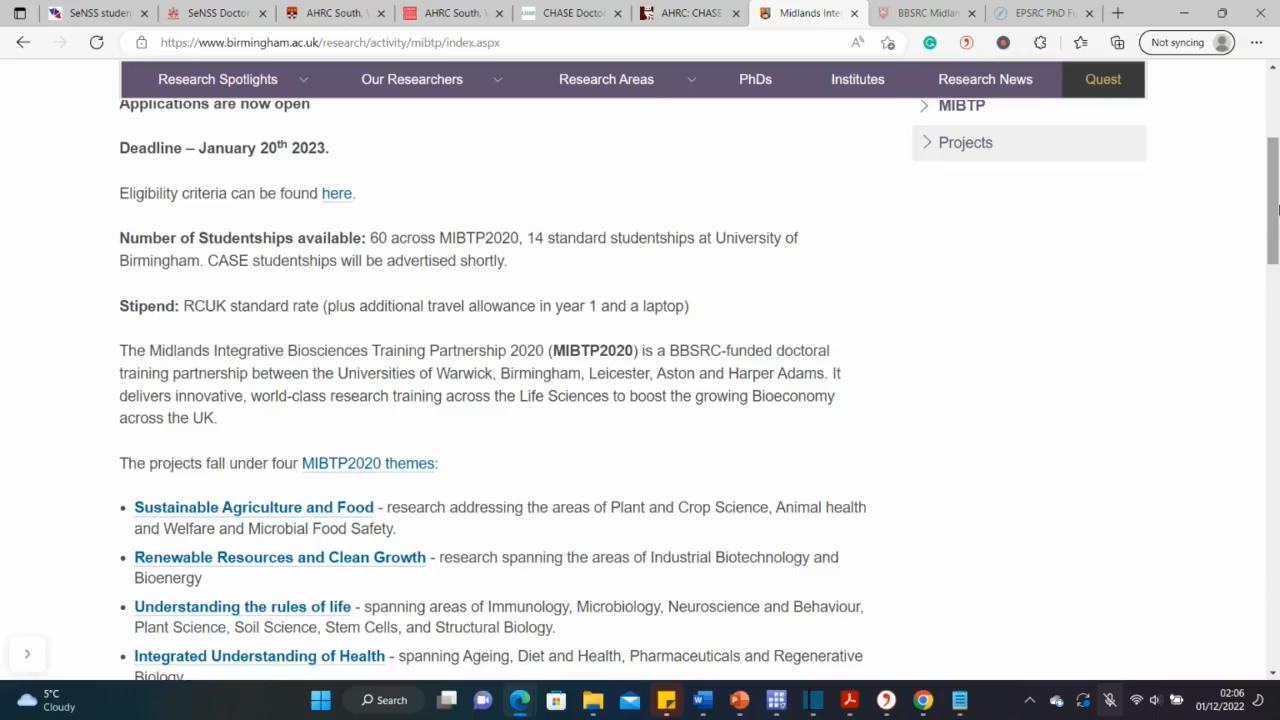 SeNSS studen
SeNSS Doctor
AHRC South, V
AHRC South, V
CHASE Doctor
AHRC: CHASE
Midlands Inte
BBSRC Midlan
EPSRC PhD Fu
https://www.birmingham.ac.uk/research/activity/mibtp/index.aspx
Not syncing
Research Spotlights
Our Researchers
Research Areas
PhDs
Institutes
Research News
Quest
Applications are now open
MIBTP
Projects
Deadline – January 20th 2023.
Eligibility criteria can be found here.
Number of Studentships available: 60 across MIBTP2020, 14 standard studentships at University of
Birmingham. CASE studentships will be advertised shortly.
Stipend: RCUK standard rate (plus additional travel allowance in year 1 and a laptop)
The Midlands Integrative Biosciences Training Partnership 2020 (MIBTP2020) is a BBSRC-funded doctoral
training partnership between the Universities of Warwick, Birmingham, Leicester, Aston and Harper Adams. It
delivers innovative, world-class research training across the Life Sciences to boost the growing Bioeconomy
across the UK.
The projects fall under four MIBTP2020 themes:
• Sustainable Agriculture and Food - research addressing the areas of Plant and Crop Science, Animal health
and Welfare and Microbial Food Safety.
• Renewable Resources and Clean Growth - research spanning the areas of Industrial Biotechnology and
Bioenergy
• Understanding the rules of life - spanning areas of Immunology, Microbiology, Neuroscience and Behaviour,
Plant Science, Soil Science, Stem Cells, and Structural Biology.
• Integrated Understanding of Health - spanning Ageing, Diet and Health, Pharmaceuticals and Regenerative
Biology
5°C
Cloudy
Search
02:06
01/12/2022